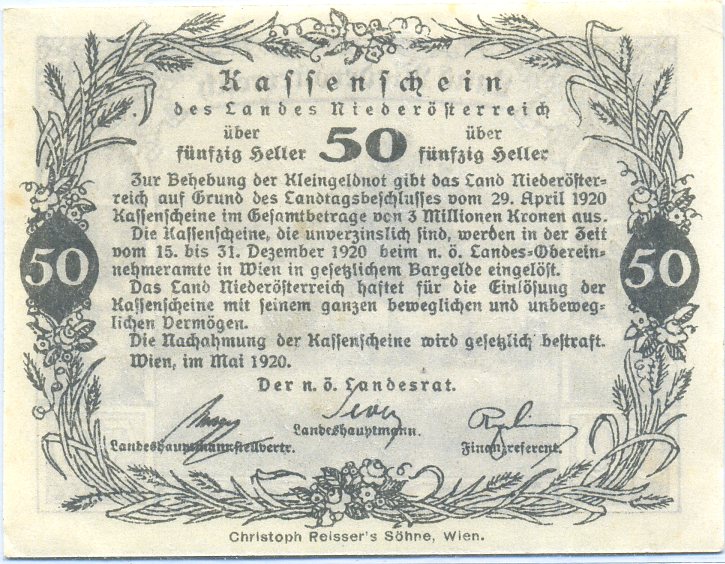 Kassenschein
des Landes Niederösterreich
über 50 über
fünfzig Heller fünfzig Heller
Zur Behebung der Kleingeldnot gibt das Land Niederöster-
reich auf Grund des Landtagsbeschlusses vom 29. April 1920
Kassenscheine im Gesamtbetrage von 3 Millionen Kronen aus.
Die Kassenscheine, die unverzinslich sind, werden in der Zeit
vom 15. bis 31. Dezember 1920 beim n. ö. Landes-Oberein-
50 nehmeramte in Wien in gesetzlichem Bargelde eingelöst. 50
Das Land Niederösterreich haftet für die Einlösung der
Kassenscheine mit seinem ganzen beweglichen und unbeweg-
lichen Vermögen.
Die Nachahmung der Kassenscheine wird gesetzlich bestraft.
Wien, im Mai 1920.
Der n. ö. Landesrat.
Landeshauptmannstellvertr. Landeshauptmann. Finanzreferent.
Christoph Reisser's Söhne, Wien.